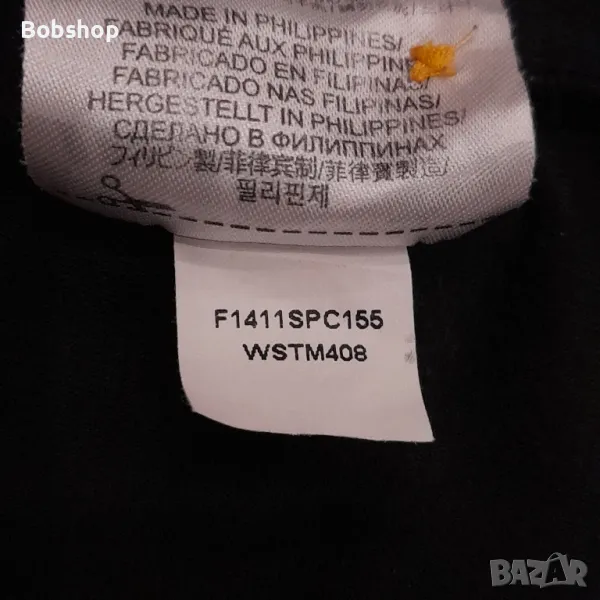 Bobshop
MADE IN PHILIPPINES/
FABRIQUÉ AUX PHILIPPINE
FABRICADO EN FILIPINAS/
FABRICADO NAS FILIPINAS/
HERGESTELLT IN PHILIPPINES/
СДЕЛАНО В ФИЛИППИНАХ
フィリピン製/菲律宾制/菲律賓製造/
필리핀제
F1411SPC155
WSTM408
BAZAR